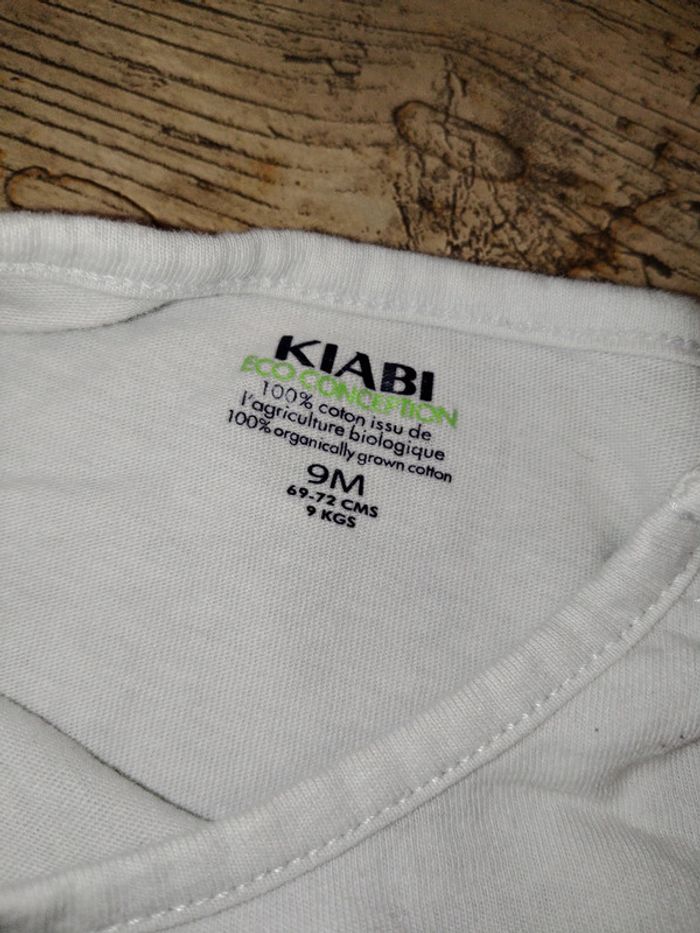 KIABI
ECO CONCEPTION
100% coton issu de
l'agriculture biologique
100% organically grown cotton
9M
69-72 CMS
9 KGS